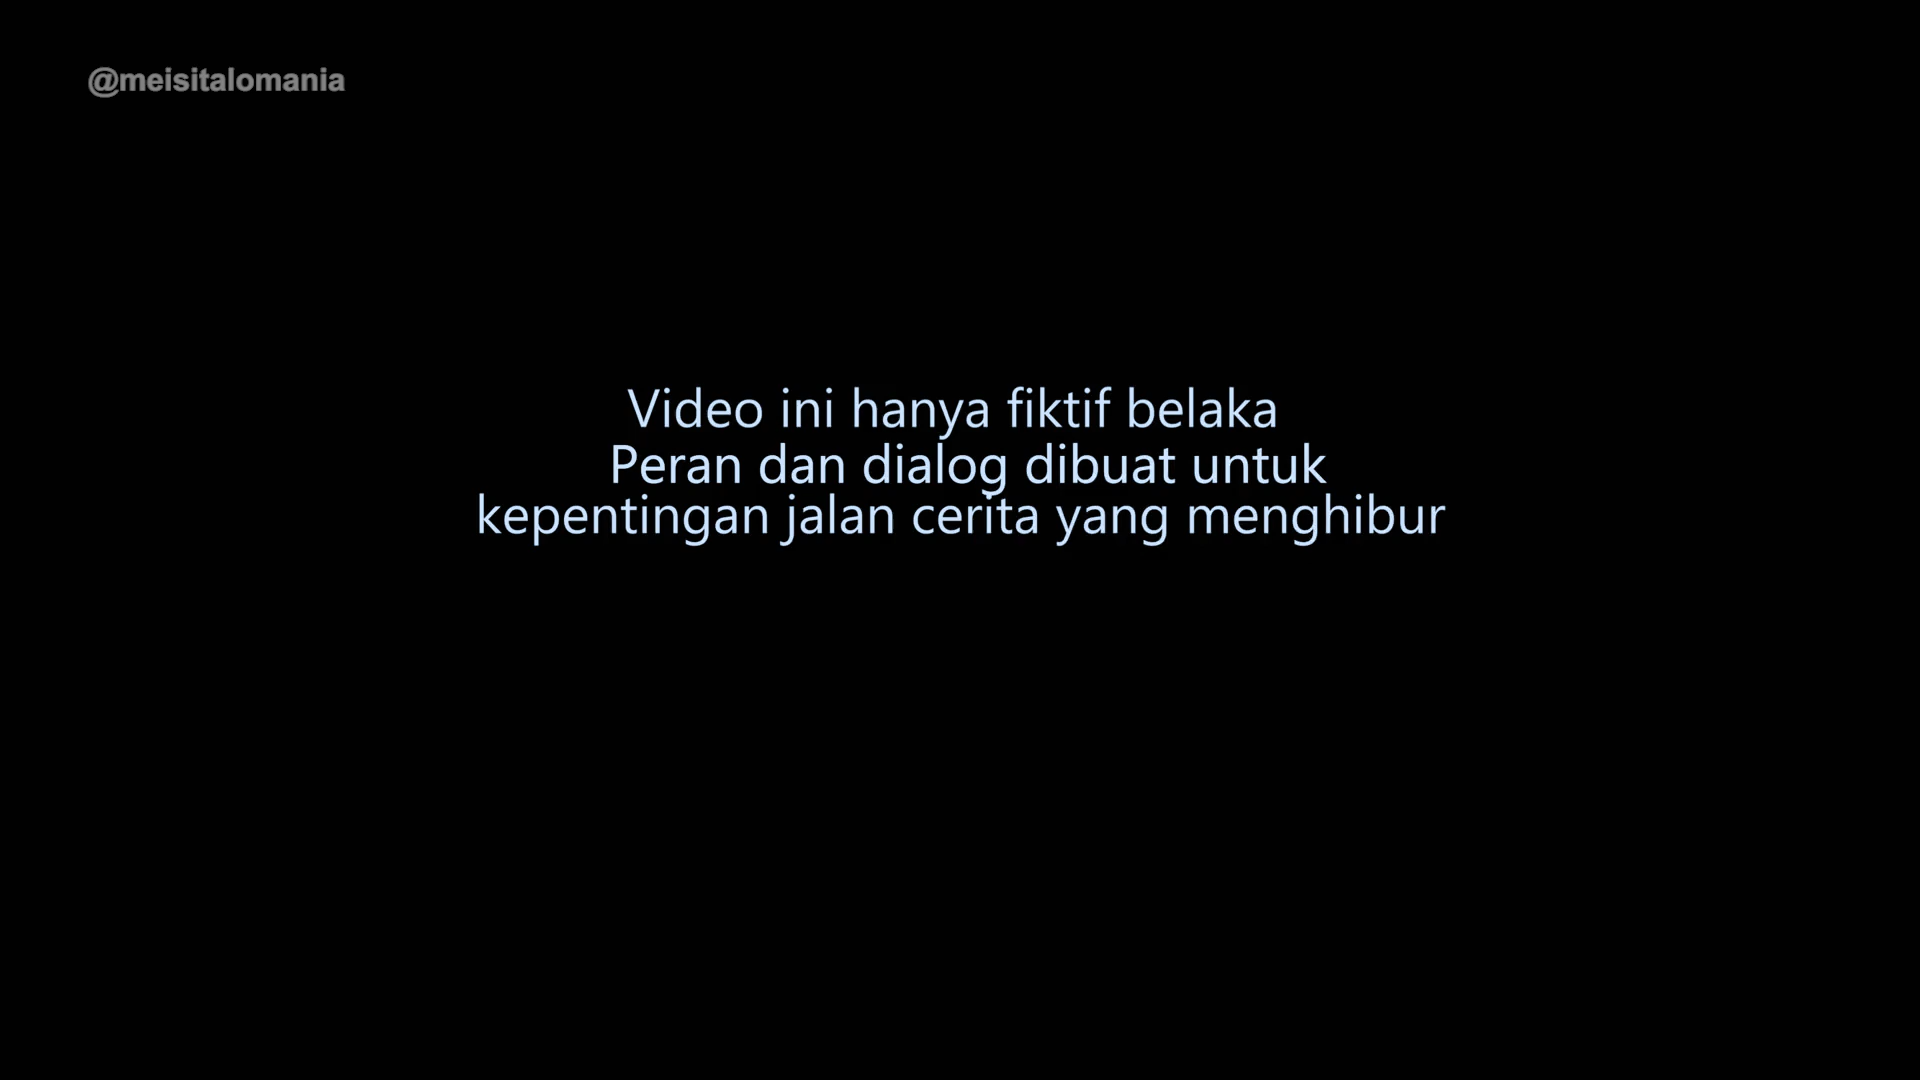 @meisitalomania
Video ini hanya fiktif belaka
Peran dan dialog dibuat untuk
kepentingan jalan cerita yang menghibur